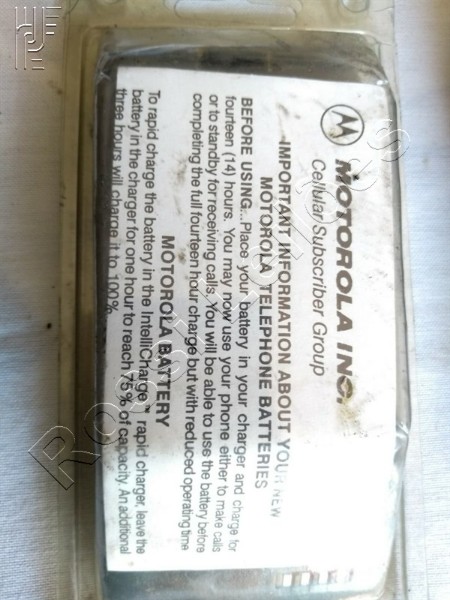 MOTOROLA INC.
Cellular Subscriber Group
IMPORTANT INFORMATION ABOUT YOUR NEW
MOTOROLA TELEPHONE BATTERIES
BEFORE USING...Place your battery in your charger and charge for
fourteen (14) hours. You may now use your phone either to make calls
or to standby for receiving calls. You will be able to use the battery before
completing the full fourteen hour charge but with reduced operating time
MOTOROLA BATTERY
To rapid charge the battery in the IntelliCharge™ rapid charger, leave the
battery in the charger for one hour to reach 75% of capacity. An additional
three hours will charge it to 100%.